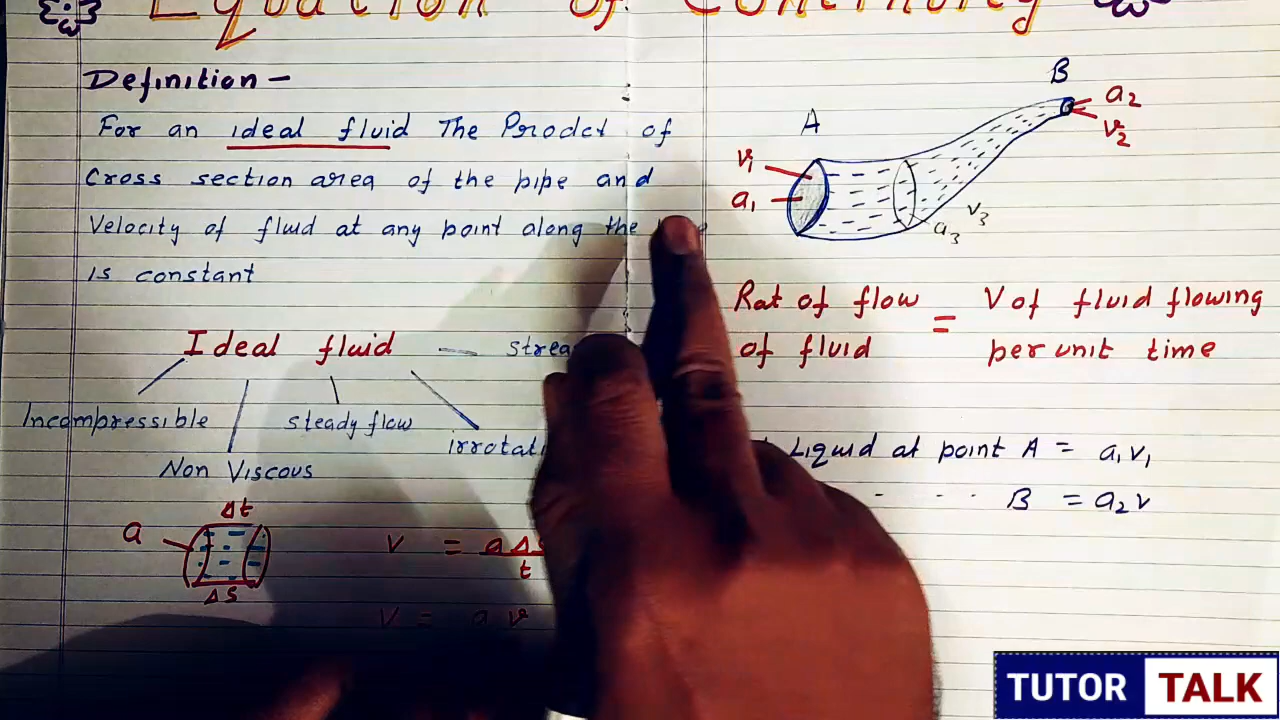 Equation of Continuity
Definition -
For an ideal fluid The Prodct of
Cross section area of the pipe and
Velocity of fluid at any point along the
is constant
Ideal fluid
Incompressible
Non Viscous
steady flow
Δt
a
Δs
V = a Δ
t
V = a v
A
B
v1
a1
a2
v2
a3
v3
Rat of flow = V of fluid flowing
of fluid per unit time
Liquid at point A = a1v1
- - - B = a2v
TUTOR TALK